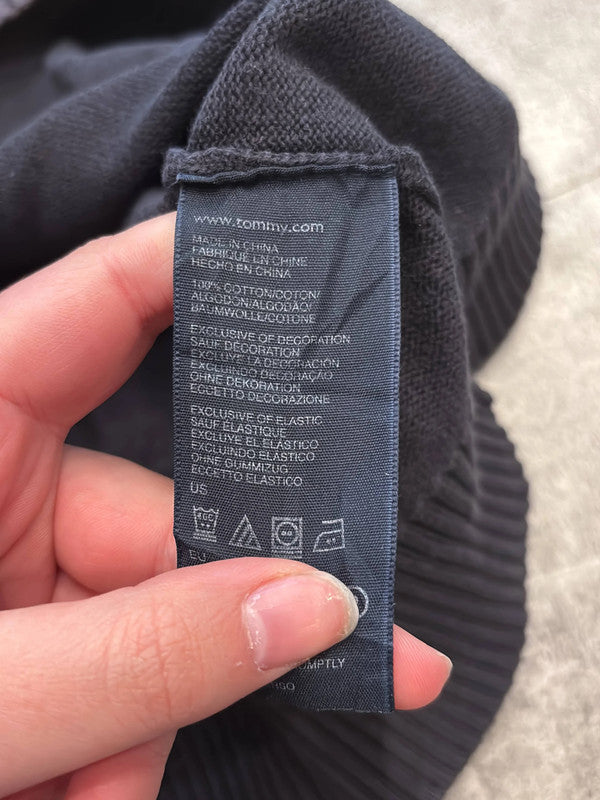 www.tommy.com
MADE IN CHINA
FABRIQUÉ EN CHINE
HECHO EN CHINA
100% COTTON/COTON/
ALGODÓN/ALGODÃO/
BAUMWOLLE/COTONE
EXCLUSIVE OF DECORATION
SAUF DECORATION
EXCLUYE LA DECORACIÓN
EXCLUINDO DECORAÇÃO
OHNE DEKORATION
ECCETTO DECORAZIONE
EXCLUSIVE OF ELASTIC
SAUF ÉLASTIQUE
EXCLUYE EL ELÁSTICO
EXCLUINDO ELÁSTICO
OHNE GUMMIZUG
ECCETTO ELASTICO
US
EU